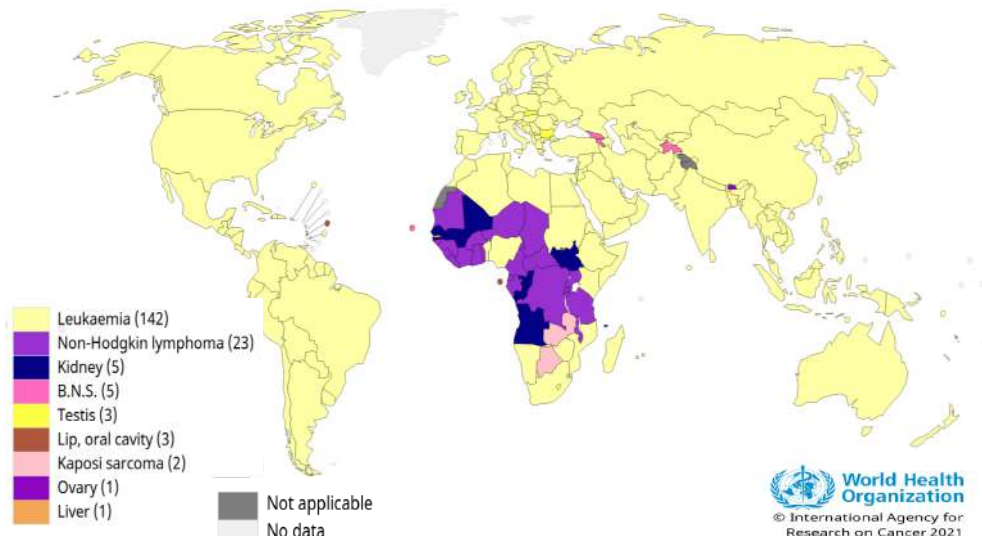 Leukaemia (142)
Non-Hodgkin lymphoma (23)
Kidney (5)
B.N.S. (5)
Testis (3)
Lip, oral cavity (3)
Kaposi sarcoma (2)
Ovary (1)
Liver (1)
Not applicable
No data
World Health
Organization
© International Agency for
Research on Cancer 2021